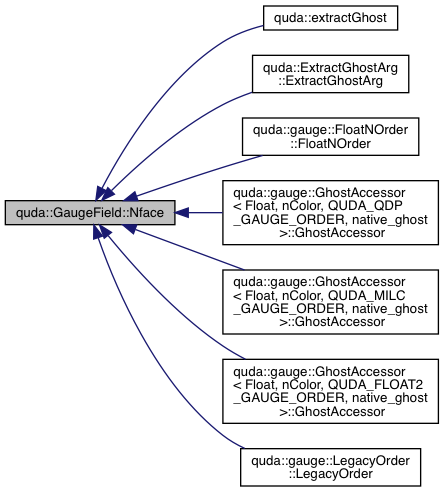 quda::extractGhost
quda::ExtractGhostArg
::ExtractGhostArg
quda::gauge::FloatNOrder
::FloatNOrder
quda::GaugeField::Nface
quda::gauge::GhostAccessor
< Float, nColor, QUDA_QDP
_GAUGE_ORDER, native_ghost
>::GhostAccessor
quda::gauge::GhostAccessor
< Float, nColor, QUDA_MILC
_GAUGE_ORDER, native_ghost
>::GhostAccessor
quda::gauge::GhostAccessor
< Float, nColor, QUDA_FLOAT2
_GAUGE_ORDER, native_ghost
>::GhostAccessor
quda::gauge::LegacyOrder
::LegacyOrder